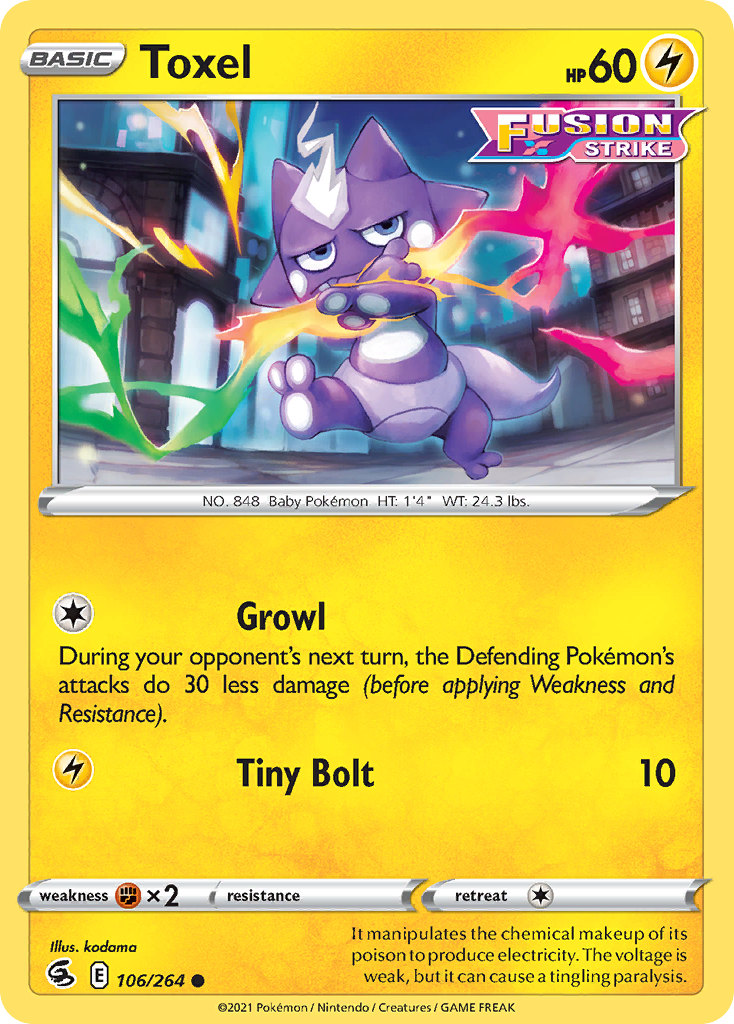 BASIC
Toxel
HP 60
FUSION
STRIKE
NO. 848 Baby Pokémon HT: 1'4" WT: 24.3 lbs.
Growl
During your opponent's next turn, the Defending Pokémon's
attacks do 30 less damage (before applying Weakness and
Resistance).
Tiny Bolt 10
weakness ×2 resistance retreat
Illus. kodama
It manipulates the chemical makeup of its
poison to produce electricity. The voltage is
weak, but it can cause a tingling paralysis.
E 106/264
©2021 Pokémon / Nintendo / Creatures / GAME FREAK